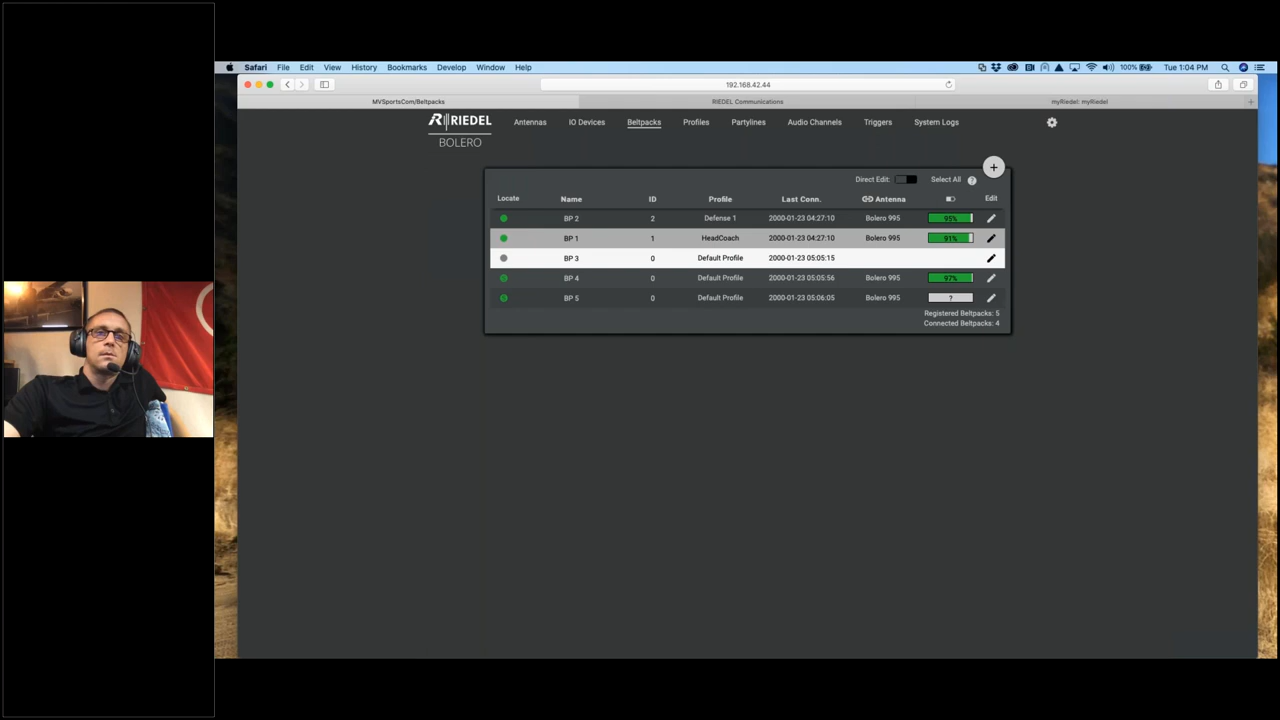 Safari File Edit View History Bookmarks Develop Window Help 100% Tue 1:04 PM
192.168.42.44
MVSportsCom/Beltpacks RIEDEL Communications myRiedel: myRiedel
RIEDEL Antennas IO Devices Beltpacks Profiles Partylines Audio Channels Triggers System Logs
BOLERO
+
Direct Edit: Select All ?
Locate Name ID Profile Last Conn. Antenna Edit
BP 2 2 Defense 1 2000-01-23 04:27:10 Bolero 995 95%
BP 1 1 HeadCoach 2000-01-23 04:27:10 Bolero 995 91%
BP 3 0 Default Profile 2000-01-23 05:05:15
BP 4 0 Default Profile 2000-01-23 05:05:56 Bolero 995 97%
BP 5 0 Default Profile 2000-01-23 05:06:05 Bolero 995 ?
Registered Beltpacks: 5
Connected Beltpacks: 4